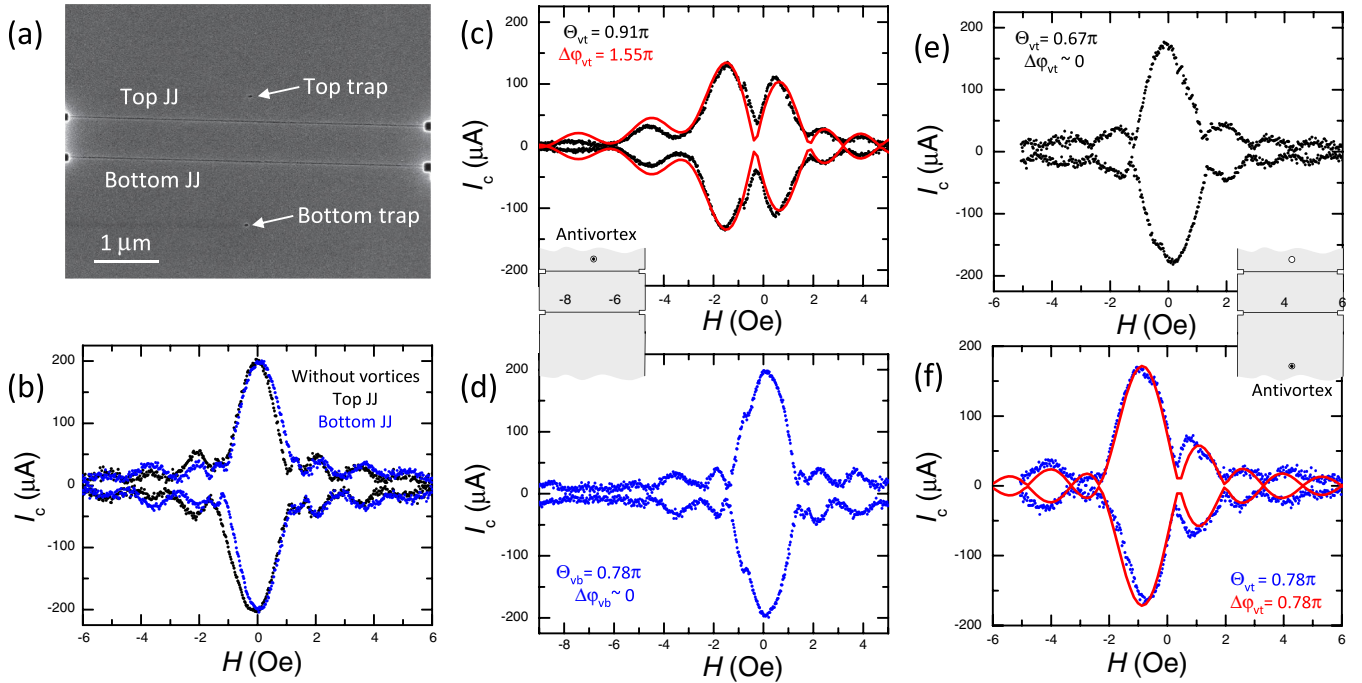 (a)
Top JJ
Top trap
Bottom JJ
Bottom trap
1 μm
(b)
200
100
0
-100
-200
I_c (μA)
Without vortices
Top JJ
Bottom JJ
-6 -4 -2 0 2 4 6
H (Oe)
(c)
200
100
0
-100
-200
I_c (μA)
Θ_vt = 0.91π
Δφ_vt = 1.55π
Antivortex
-8 -6 -4 -2 0 2 4
H (Oe)
(d)
200
100
0
-100
-200
I_c (μA)
Θ_vb = 0.78π
Δφ_vb ~ 0
-8 -6 -4 -2 0 2 4
H (Oe)
(e)
200
100
0
-100
-200
I_c (μA)
Θ_vt = 0.67π
Δφ_vt ~ 0
-6 -4 -2 0 2 4 6
H (Oe)
Antivortex
(f)
200
100
0
-100
-200
I_c (μA)
Θ_vt = 0.78π
Δφ_vt = 0.78π
-6 -4 -2 0 2 4 6
H (Oe)